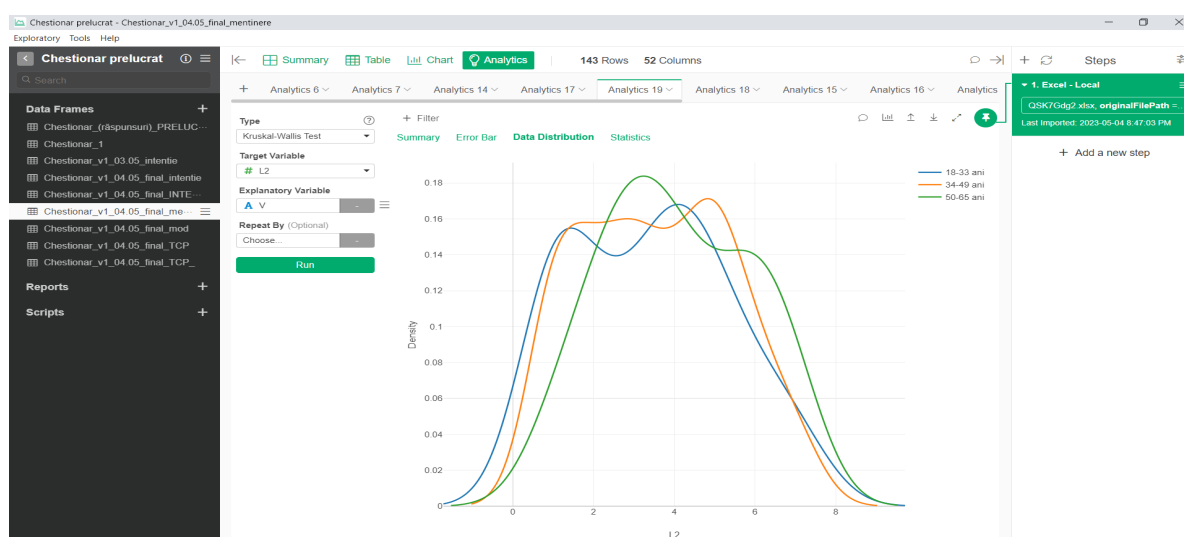 Chestionar prelucrat - Chestionar_v1_04.05_final_mentinere
Exploratory Tools Help
Chestionar prelucrat
Search
Data Frames +
Chestionar_(răspunsuri)_PRELUC···
Chestionar_1
Chestionar_v1_03.05_intentie
Chestionar_v1_04.05_final_intentie
Chestionar_v1_04.05_final_INTE···
Chestionar_v1_04.05_final_me···
Chestionar_v1_04.05_final_mod
Chestionar_v1_04.05_final_TCP
Chestionar_v1_04.05_final_TCP_
Reports +
Scripts +
Summary Table Chart Analytics 143 Rows 52 Columns
+ Analytics 6 Analytics 7 Analytics 14 Analytics 17 Analytics 19 Analytics 18 Analytics 15 Analytics 16 Analytics
Type
Kruskal-Wallis Test
Target Variable
# L2
Explanatory Variable
A V
Repeat By (Optional)
Choose...
Run
+ Filter
Summary Error Bar Data Distribution Statistics
18-33 ani
34-49 ani
50-65 ani
0.18
0.16
0.14
0.12
0.1
0.08
0.06
0.04
0.02
0
Density
0 2 4 6 8
L2
+ Steps
1. Excel - Local
QSK7Gdg2.xlsx, originalFilePath =...
Last Imported: 2023-05-04 8:47:03 PM
+ Add a new step